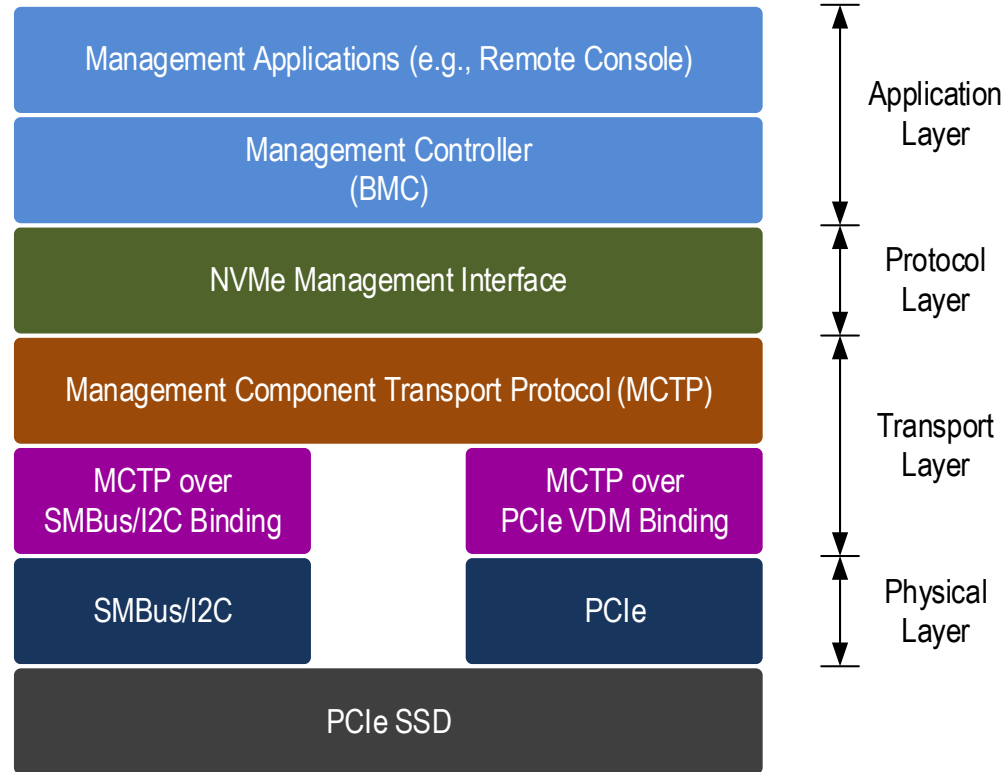 Management Applications (e.g., Remote Console)
Application
Layer
Management Controller
(BMC)
NVMe Management Interface
Protocol
Layer
Management Component Transport Protocol (MCTP)
Transport
Layer
MCTP over
SMBus/I2C Binding
MCTP over
PCIe VDM Binding
SMBus/I2C
PCIe
Physical
Layer
PCIe SSD